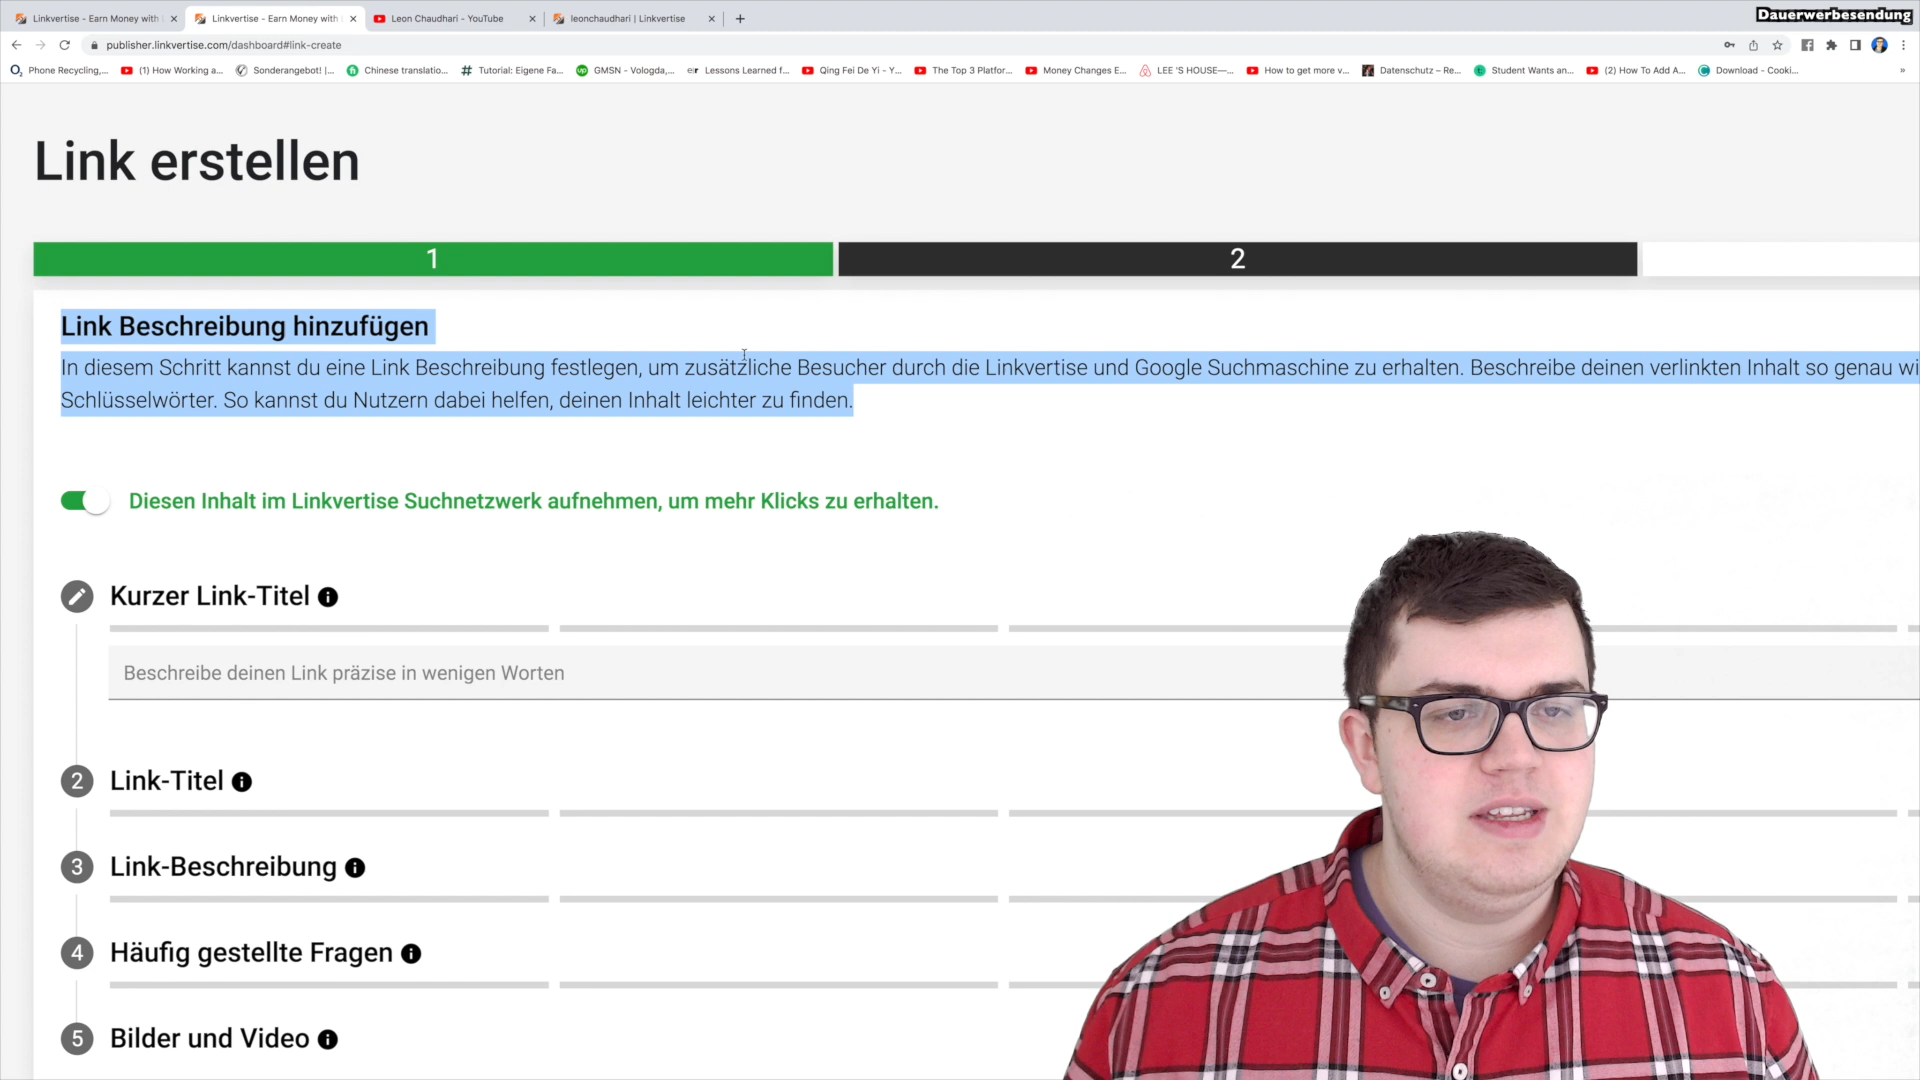 Dauerwerbesendung
Linkvertise - Earn Money with
Linkvertise - Earn Money with
Leon Chaudhari - YouTube
leonchaudhari | Linkvertise
publisher.linkvertise.com/dashboard#link-create
Phone Recycling,...
(1) How Working a...
Sonderangebot! |...
Chinese translatio...
Tutorial: Eigene Fa...
GMSN - Vologda,...
Lessons Learned f...
Qing Fei De Yi - Y...
The Top 3 Platfor...
Money Changes E...
LEE 'S HOUSE—...
How to get more v...
Datenschutz – Re...
Student Wants an...
(2) How To Add A...
Download - Cooki...
Link erstellen
1
2
Link Beschreibung hinzufügen
In diesem Schritt kannst du eine Link Beschreibung festlegen, um zusätzliche Besucher durch die Linkvertise und Google Suchmaschine zu erhalten. Beschreibe deinen verlinkten Inhalt so genau wi
Schlüsselwörter. So kannst du Nutzern dabei helfen, deinen Inhalt leichter zu finden.
Diesen Inhalt im Linkvertise Suchnetzwerk aufnehmen, um mehr Klicks zu erhalten.
Kurzer Link-Titel
Beschreibe deinen Link präzise in wenigen Worten
2 Link-Titel
3 Link-Beschreibung
4 Häufig gestellte Fragen
5 Bilder und Video